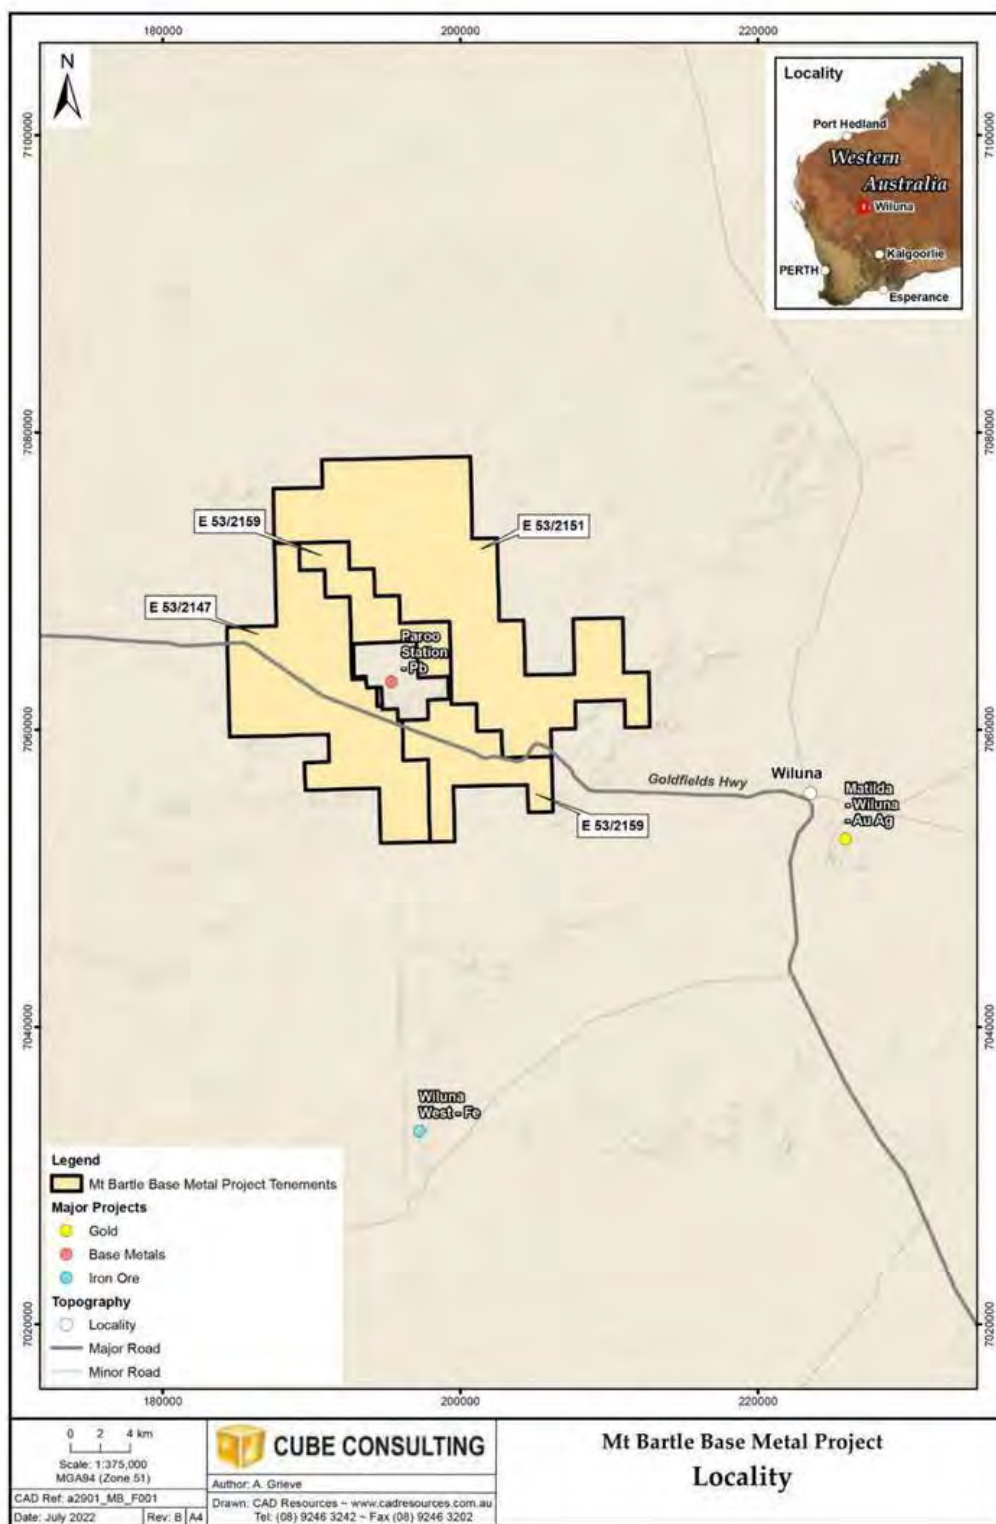 180000
200000
220000
N
Locality
Port Hedland
Western
Australia
Wiluna
Kalgoorlie
PERTH
Esperance
7100000
7100000
7080000
7080000
E 53/2159
E 53/2151
E 53/2147
Paroo
Station
- Pb
7060000
7060000
Goldfields Hwy
Wiluna
Matilda
- Wiluna
- Au Ag
E 53/2159
7040000
7040000
Wiluna
West - Fe
Legend
Mt Bartle Base Metal Project Tenements
Major Projects
Gold
Base Metals
Iron Ore
Topography
Locality
Major Road
Minor Road
7020000
7020000
180000
200000
220000
0 2 4 km
Scale: 1:375,000
MGA94 (Zone 51)
CAD Ref: a2901_MB_F001
Date: July 2022
Rev: B
A4
CUBE CONSULTING
Author: A. Grieve
Drawn: CAD Resources ~ www.cadresources.com.au
Tel: (08) 9246 3242 ~ Fax (08) 9246 3202
Mt Bartle Base Metal Project
Locality